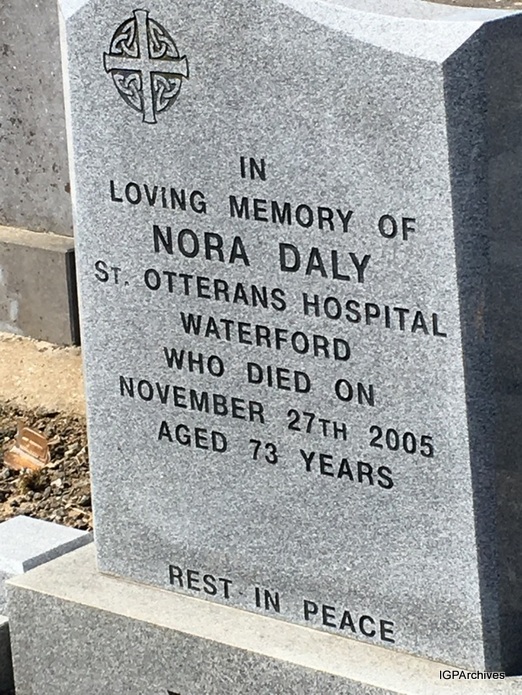 IN
LOVING MEMORY OF
NORA DALY
ST. OTTERANS HOSPITAL
WATERFORD
WHO DIED ON
NOVEMBER 27TH 2005
AGED 73 YEARS
REST IN PEACE
IGPArchives